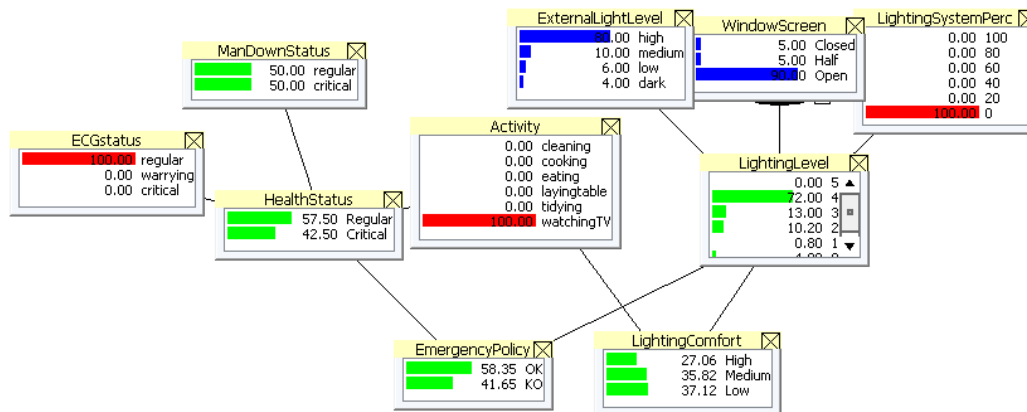 ExternalLightLevel
80.00 high
10.00 medium
6.00 low
4.00 dark
WindowScreen
5.00 Closed
5.00 Half
90.00 Open
LightingSystemPerc
0.00 100
0.00 80
0.00 60
0.00 40
0.00 20
100.00 0
ManDownStatus
50.00 regular
50.00 critical
ECGstatus
100.00 regular
0.00 warrying
0.00 critical
Activity
0.00 cleaning
0.00 cooking
0.00 eating
0.00 layingtable
0.00 tidying
100.00 watchingTV
LightingLevel
0.00 5
72.00 4
13.00 3
10.20 2
0.80 1
HealthStatus
57.50 Regular
42.50 Critical
EmergencyPolicy
58.35 OK
41.65 KO
LightingComfort
27.06 High
35.82 Medium
37.12 Low